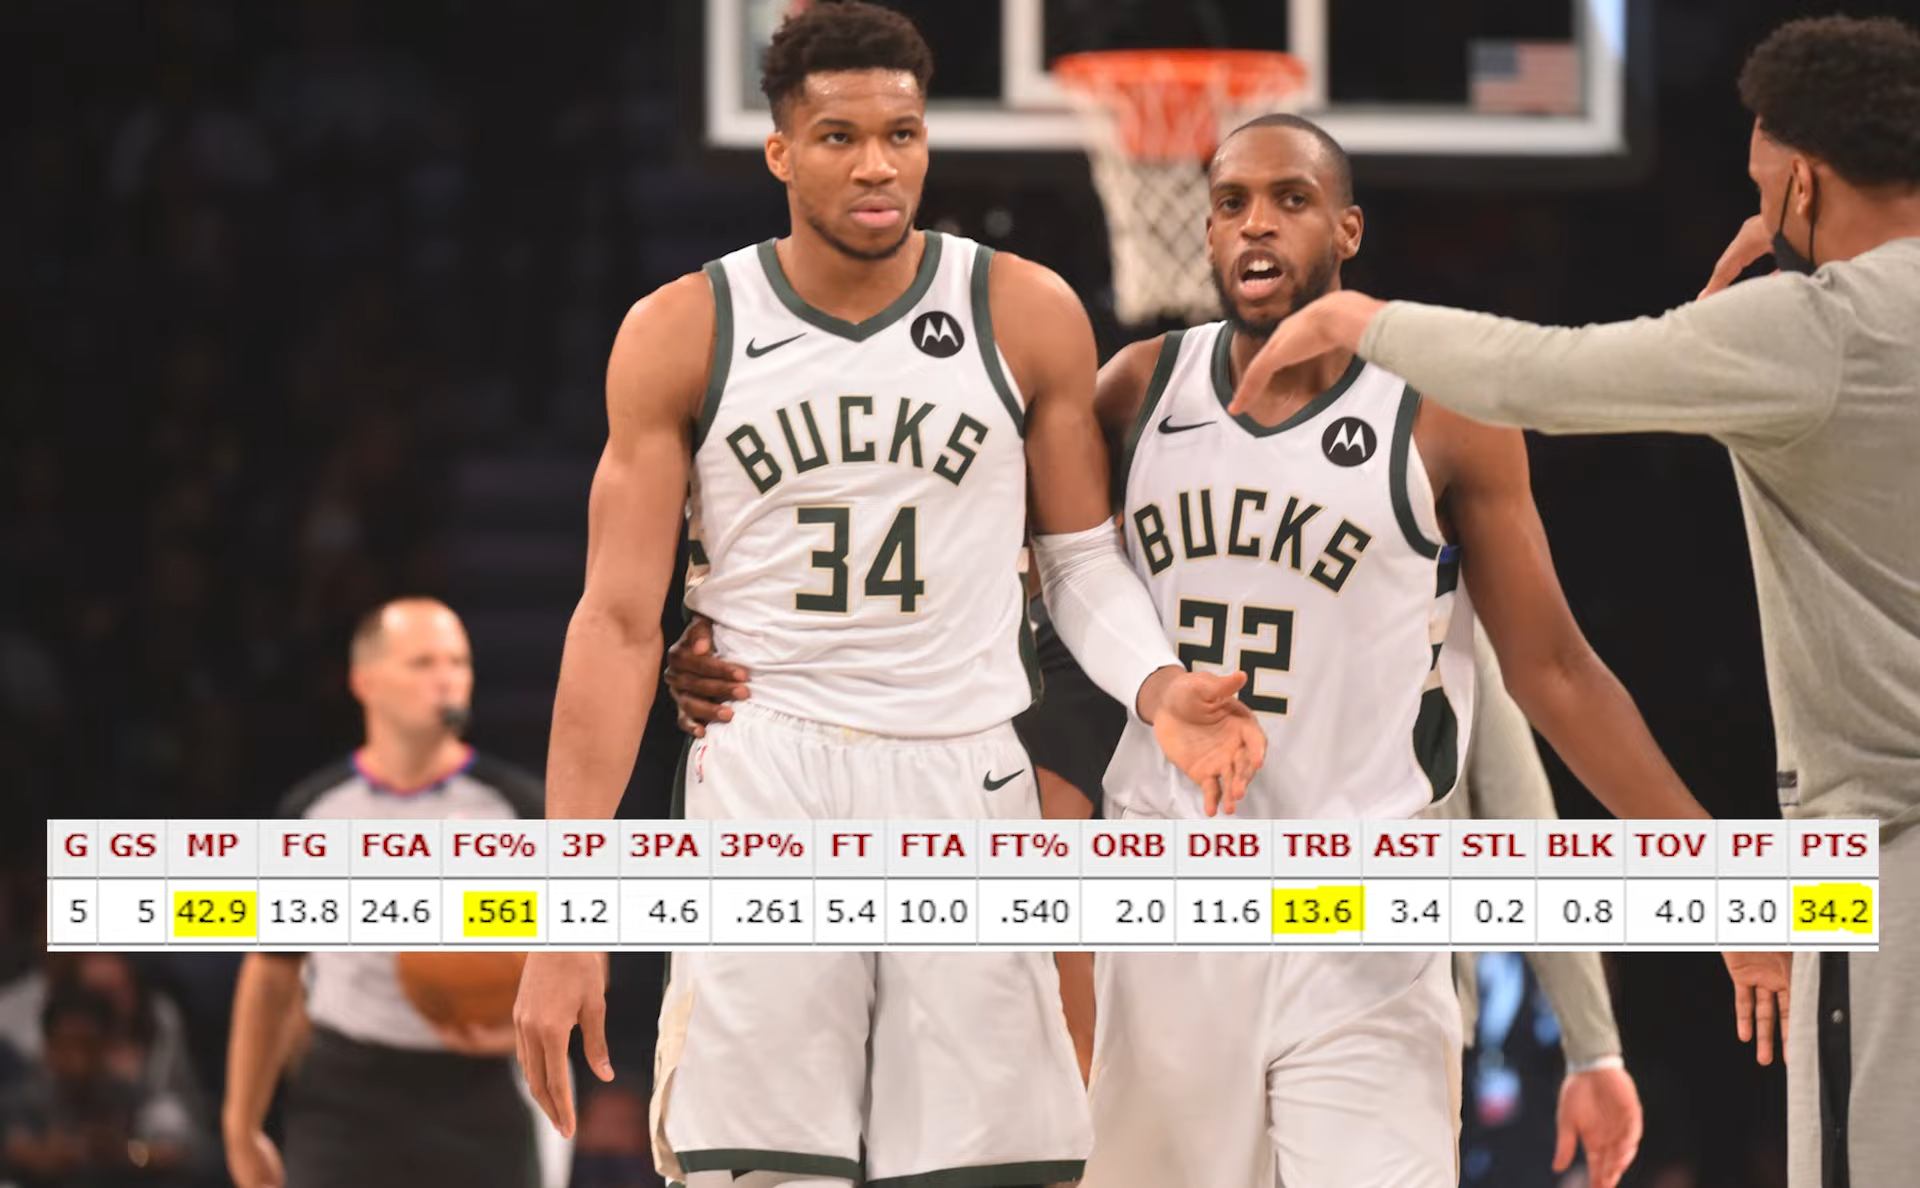 BUCKS
34
BUCKS
22
G GS MP FG FGA FG% 3P 3PA 3P% FT FTA FT% ORB DRB TRB AST STL BLK TOV PF PTS
5 5 42.9 13.8 24.6 .561 1.2 4.6 .261 5.4 10.0 .540 2.0 11.6 13.6 3.4 0.2 0.8 4.0 3.0 34.2